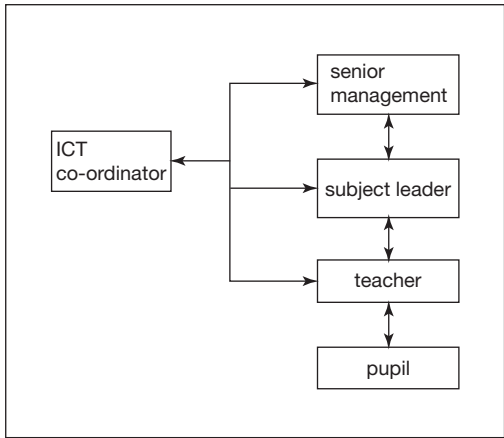 senior
management
ICT
co-ordinator
subject leader
teacher
pupil